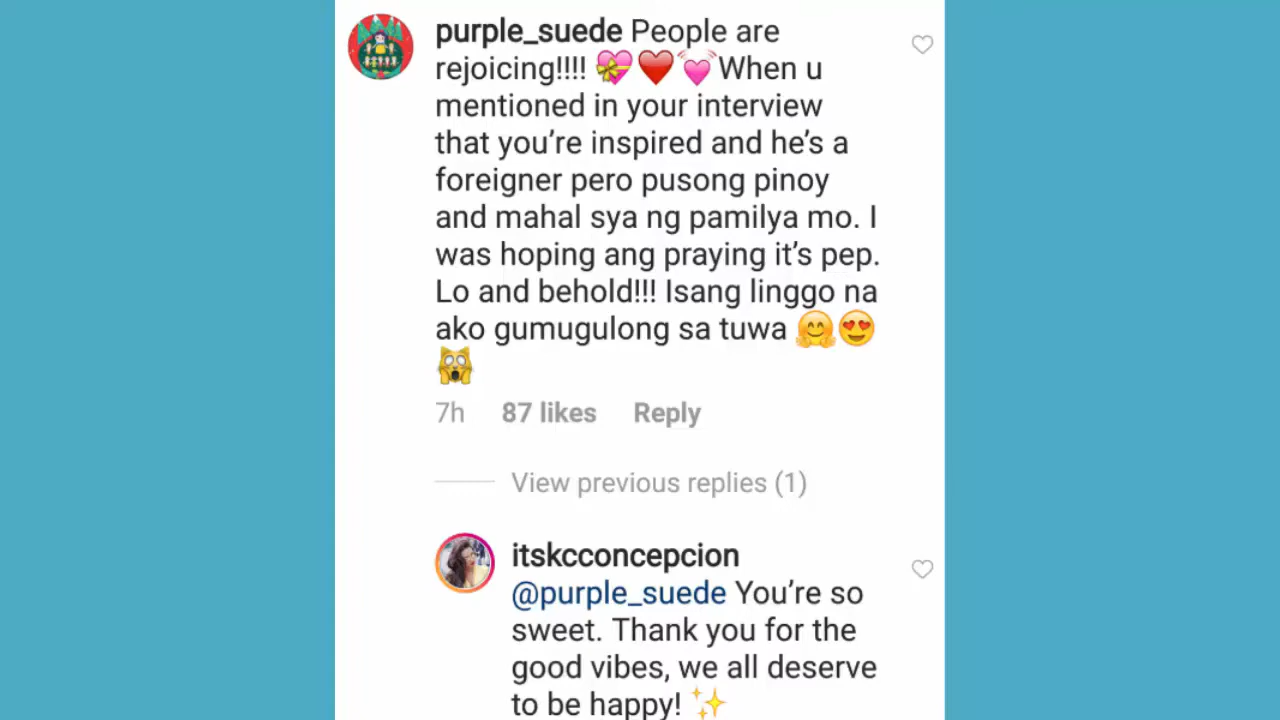 purple_suede People are
rejoicing!!!! 💝❤️💓When u
mentioned in your interview
that you’re inspired and he’s a
foreigner pero pusong pinoy
and mahal sya ng pamilya mo. I
was hoping ang praying it’s pep.
Lo and behold!!! Isang linggo na
ako gumugulong sa tuwa 🤗😍
🙀
7h 87 likes Reply
View previous replies (1)
itskcconcepcion
@purple_suede You’re so
sweet. Thank you for the
good vibes, we all deserve
to be happy! ✨